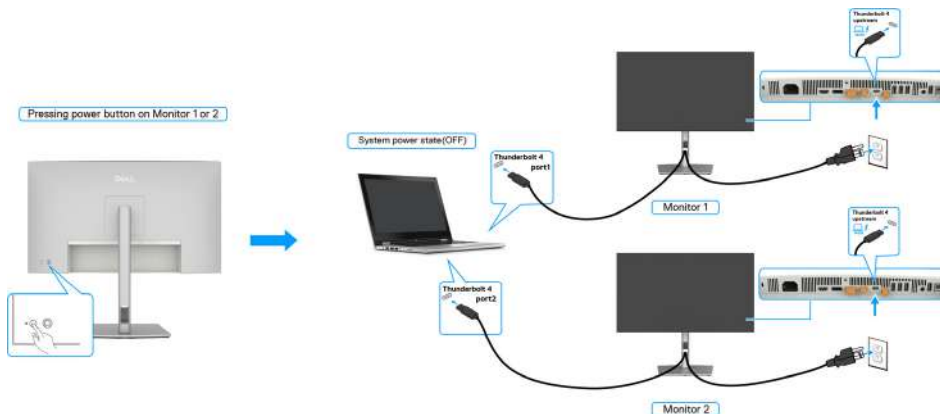 Pressing power button on Monitor 1 or 2
DELL
System power state(OFF)
Thunderbolt 4
port1
Thunderbolt 4
upstream
Monitor 1
Thunderbolt 4
port2
Thunderbolt 4
upstream
Monitor 2